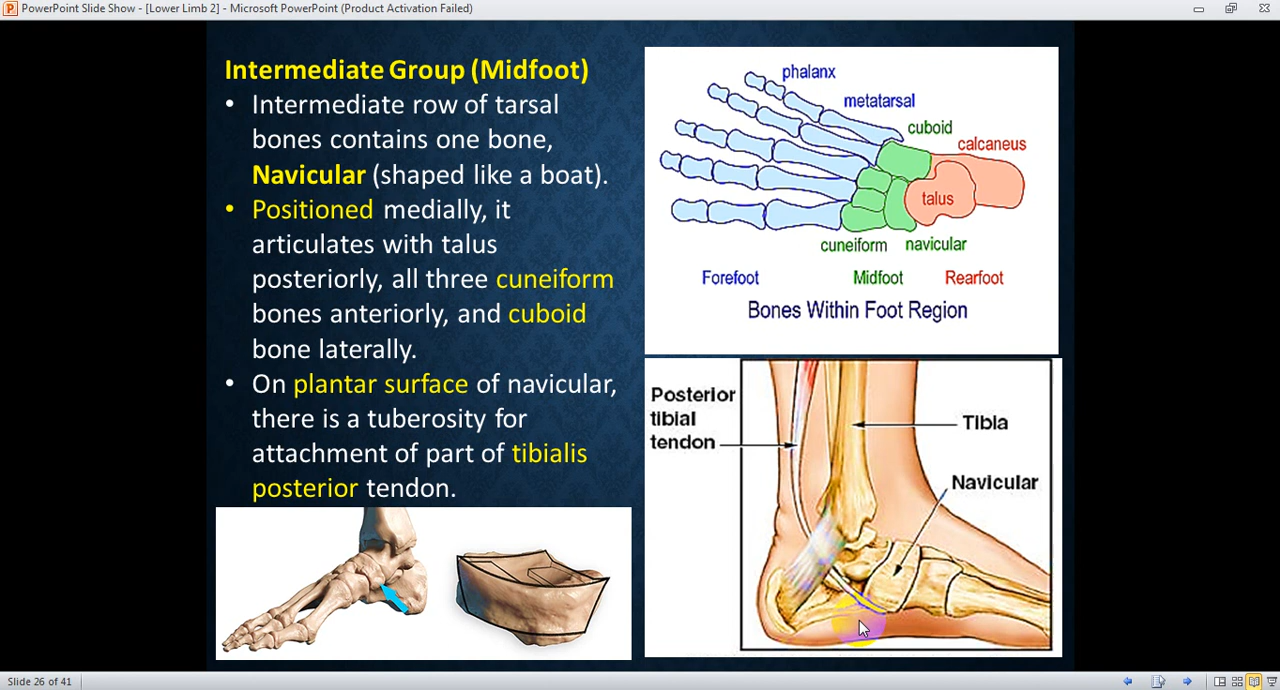 PowerPoint Slide Show - [Lower Limb 2] - Microsoft PowerPoint (Product Activation Failed)
Intermediate Group (Midfoot)
• Intermediate row of tarsal
bones contains one bone,
Navicular (shaped like a boat).
• Positioned medially, it
articulates with talus
posteriorly, all three cuneiform
bones anteriorly, and cuboid
bone laterally.
• On plantar surface of navicular,
there is a tuberosity for
attachment of part of tibialis
posterior tendon.
phalanx
metatarsal
cuboid
calcaneus
talus
cuneiform navicular
Forefoot Midfoot Rearfoot
Bones Within Foot Region
Posterior
tibial
tendon
Tibia
Navicular
Slide 26 of 41